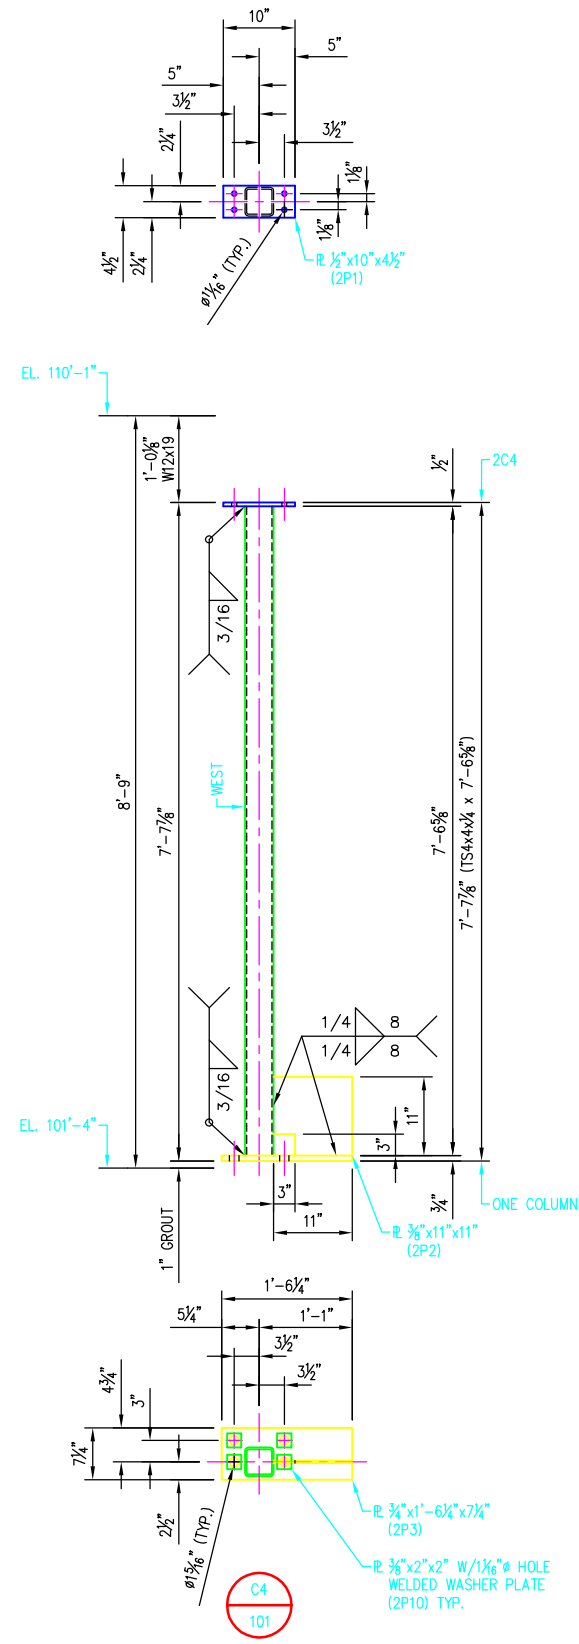 10"
5"
5"
3½"
2¼"
3½"
1⅛"
4½"
2¼"
1⅛"
ø11/16" (TYP.)
PL ½"x10"x4½"
(2P1)
EL. 110'-1"
1'-0⅛"
W12x19
½"
2C4
3/16
WEST
8'-9"
7'-7⅞"
7'-6⅝"
7'-7⅞" (TS4x4x¼ x 7'-6⅝")
1/4 8
1/4 8
3/16
11"
EL. 101'-4"
3"
3"
11"
¾"
ONE COLUMN
PL ⅜"x11"x11"
(2P2)
1" GROUT
1'-6¼"
5¼"
1'-1"
3½"
3½"
4¾"
3"
7¼"
2½"
ø15/16" (TYP.)
PL ¾"x1'-6¼"x7¼"
(2P3)
PL ⅜"x2"x2" W/1 1/16"ø HOLE
WELDED WASHER PLATE
(2P10) TYP.
C4
101